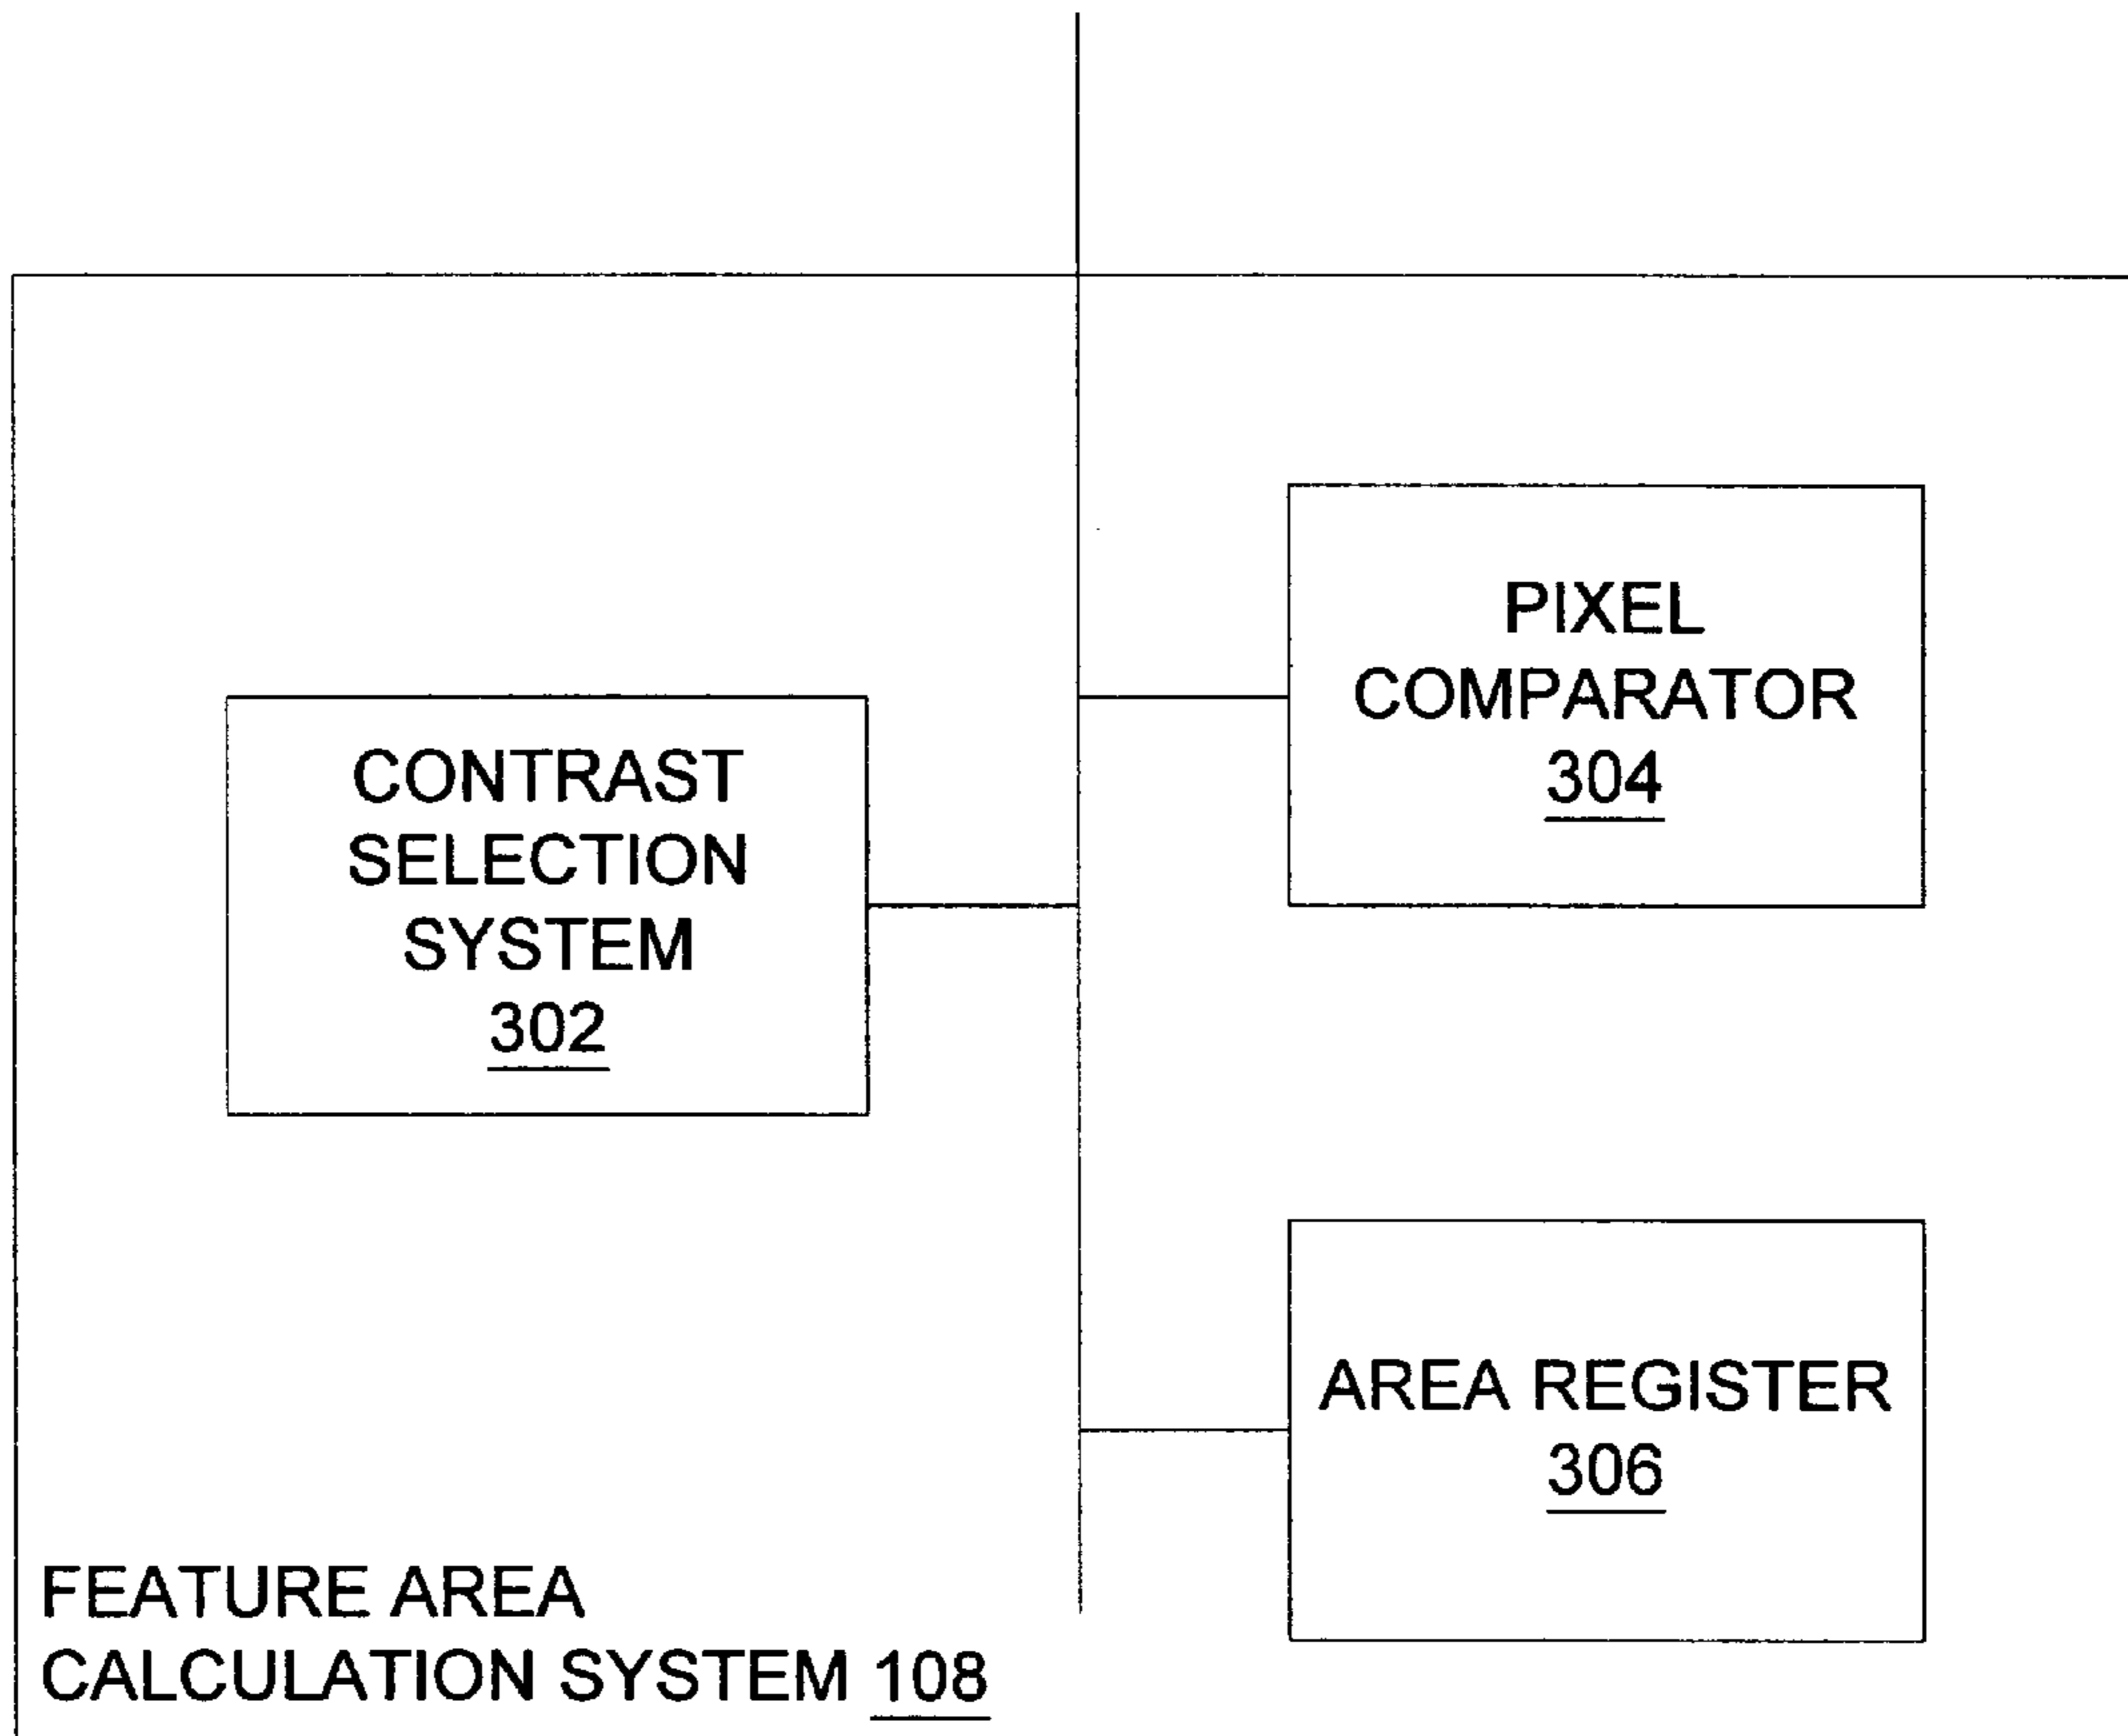 PIXEL
COMPARATOR
304
CONTRAST
SELECTION
SYSTEM
302
AREA REGISTER
306
FEATURE AREA
CALCULATION SYSTEM 108